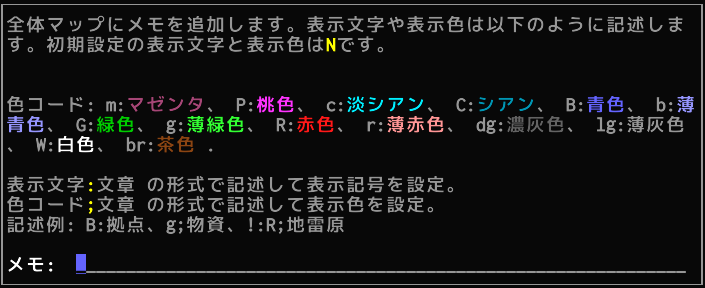 全体マップにメモを追加します。表示文字や表示色は以下のように記述しま
す。初期設定の表示文字と表示色はNです。
色コード: m:マゼンタ、 P:桃色、 c:淡シアン、 C:シアン、 B:青色、 b:薄
青色、 G:緑色、 g:薄緑色、 R:赤色、 r:薄赤色、 dg:濃灰色、 lg:薄灰色
、 W:白色、 br:茶色 .
表示文字:文章 の形式で記述して表示記号を設定。
色コード;文章 の形式で記述して表示色を設定。
記述例: B:拠点、g;物資、!:R;地雷原
メモ: